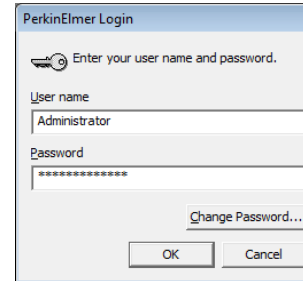 PerkinElmer Login
Enter your user name and password.
User name
Administrator
Password
*************
Change Password...
OK
Cancel